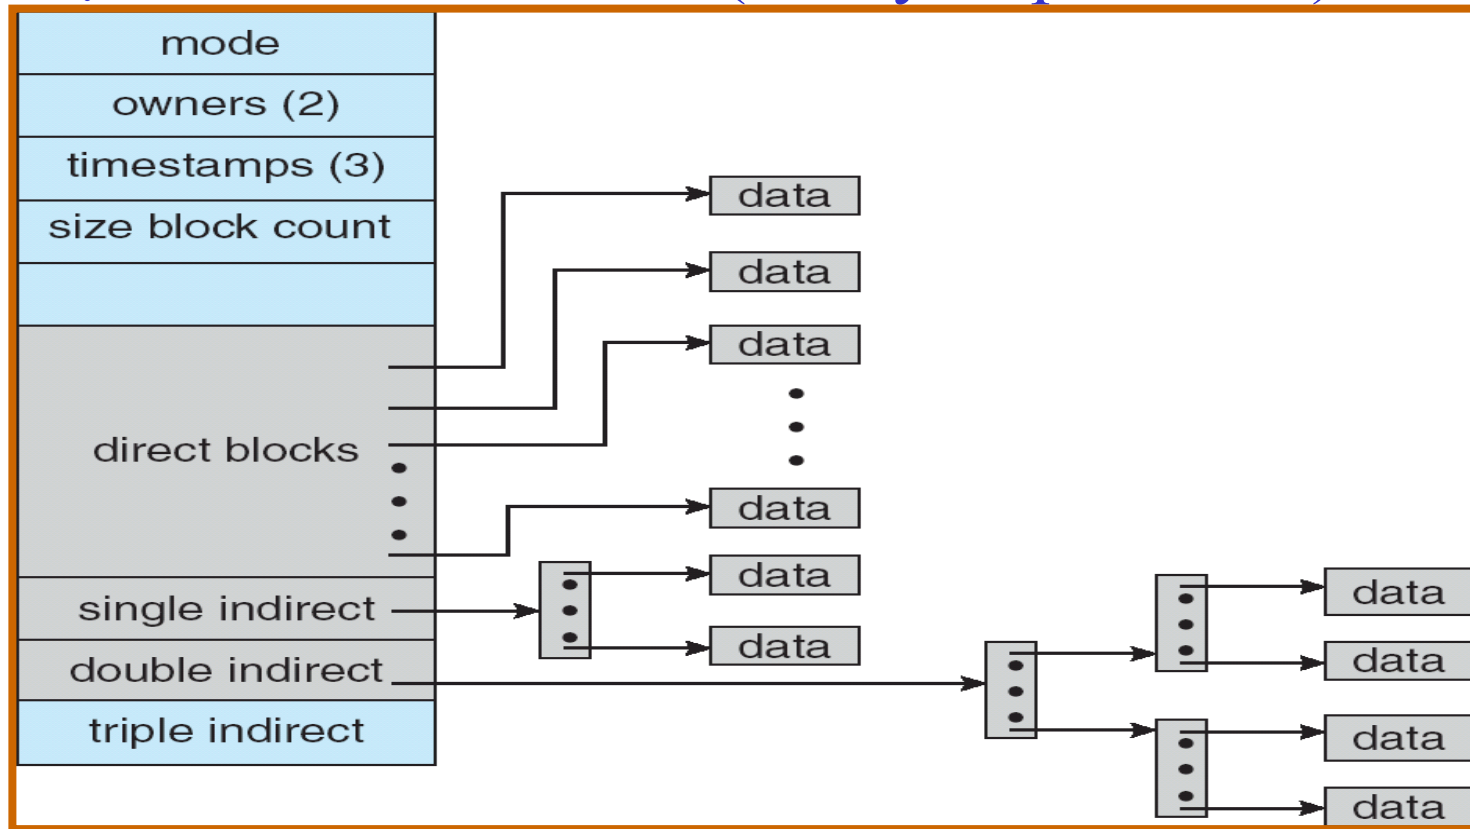 mode
owners (2)
timestamps (3)
size block count
direct blocks
single indirect
double indirect
triple indirect
data
data
data
data
data
data
data
data
data
data